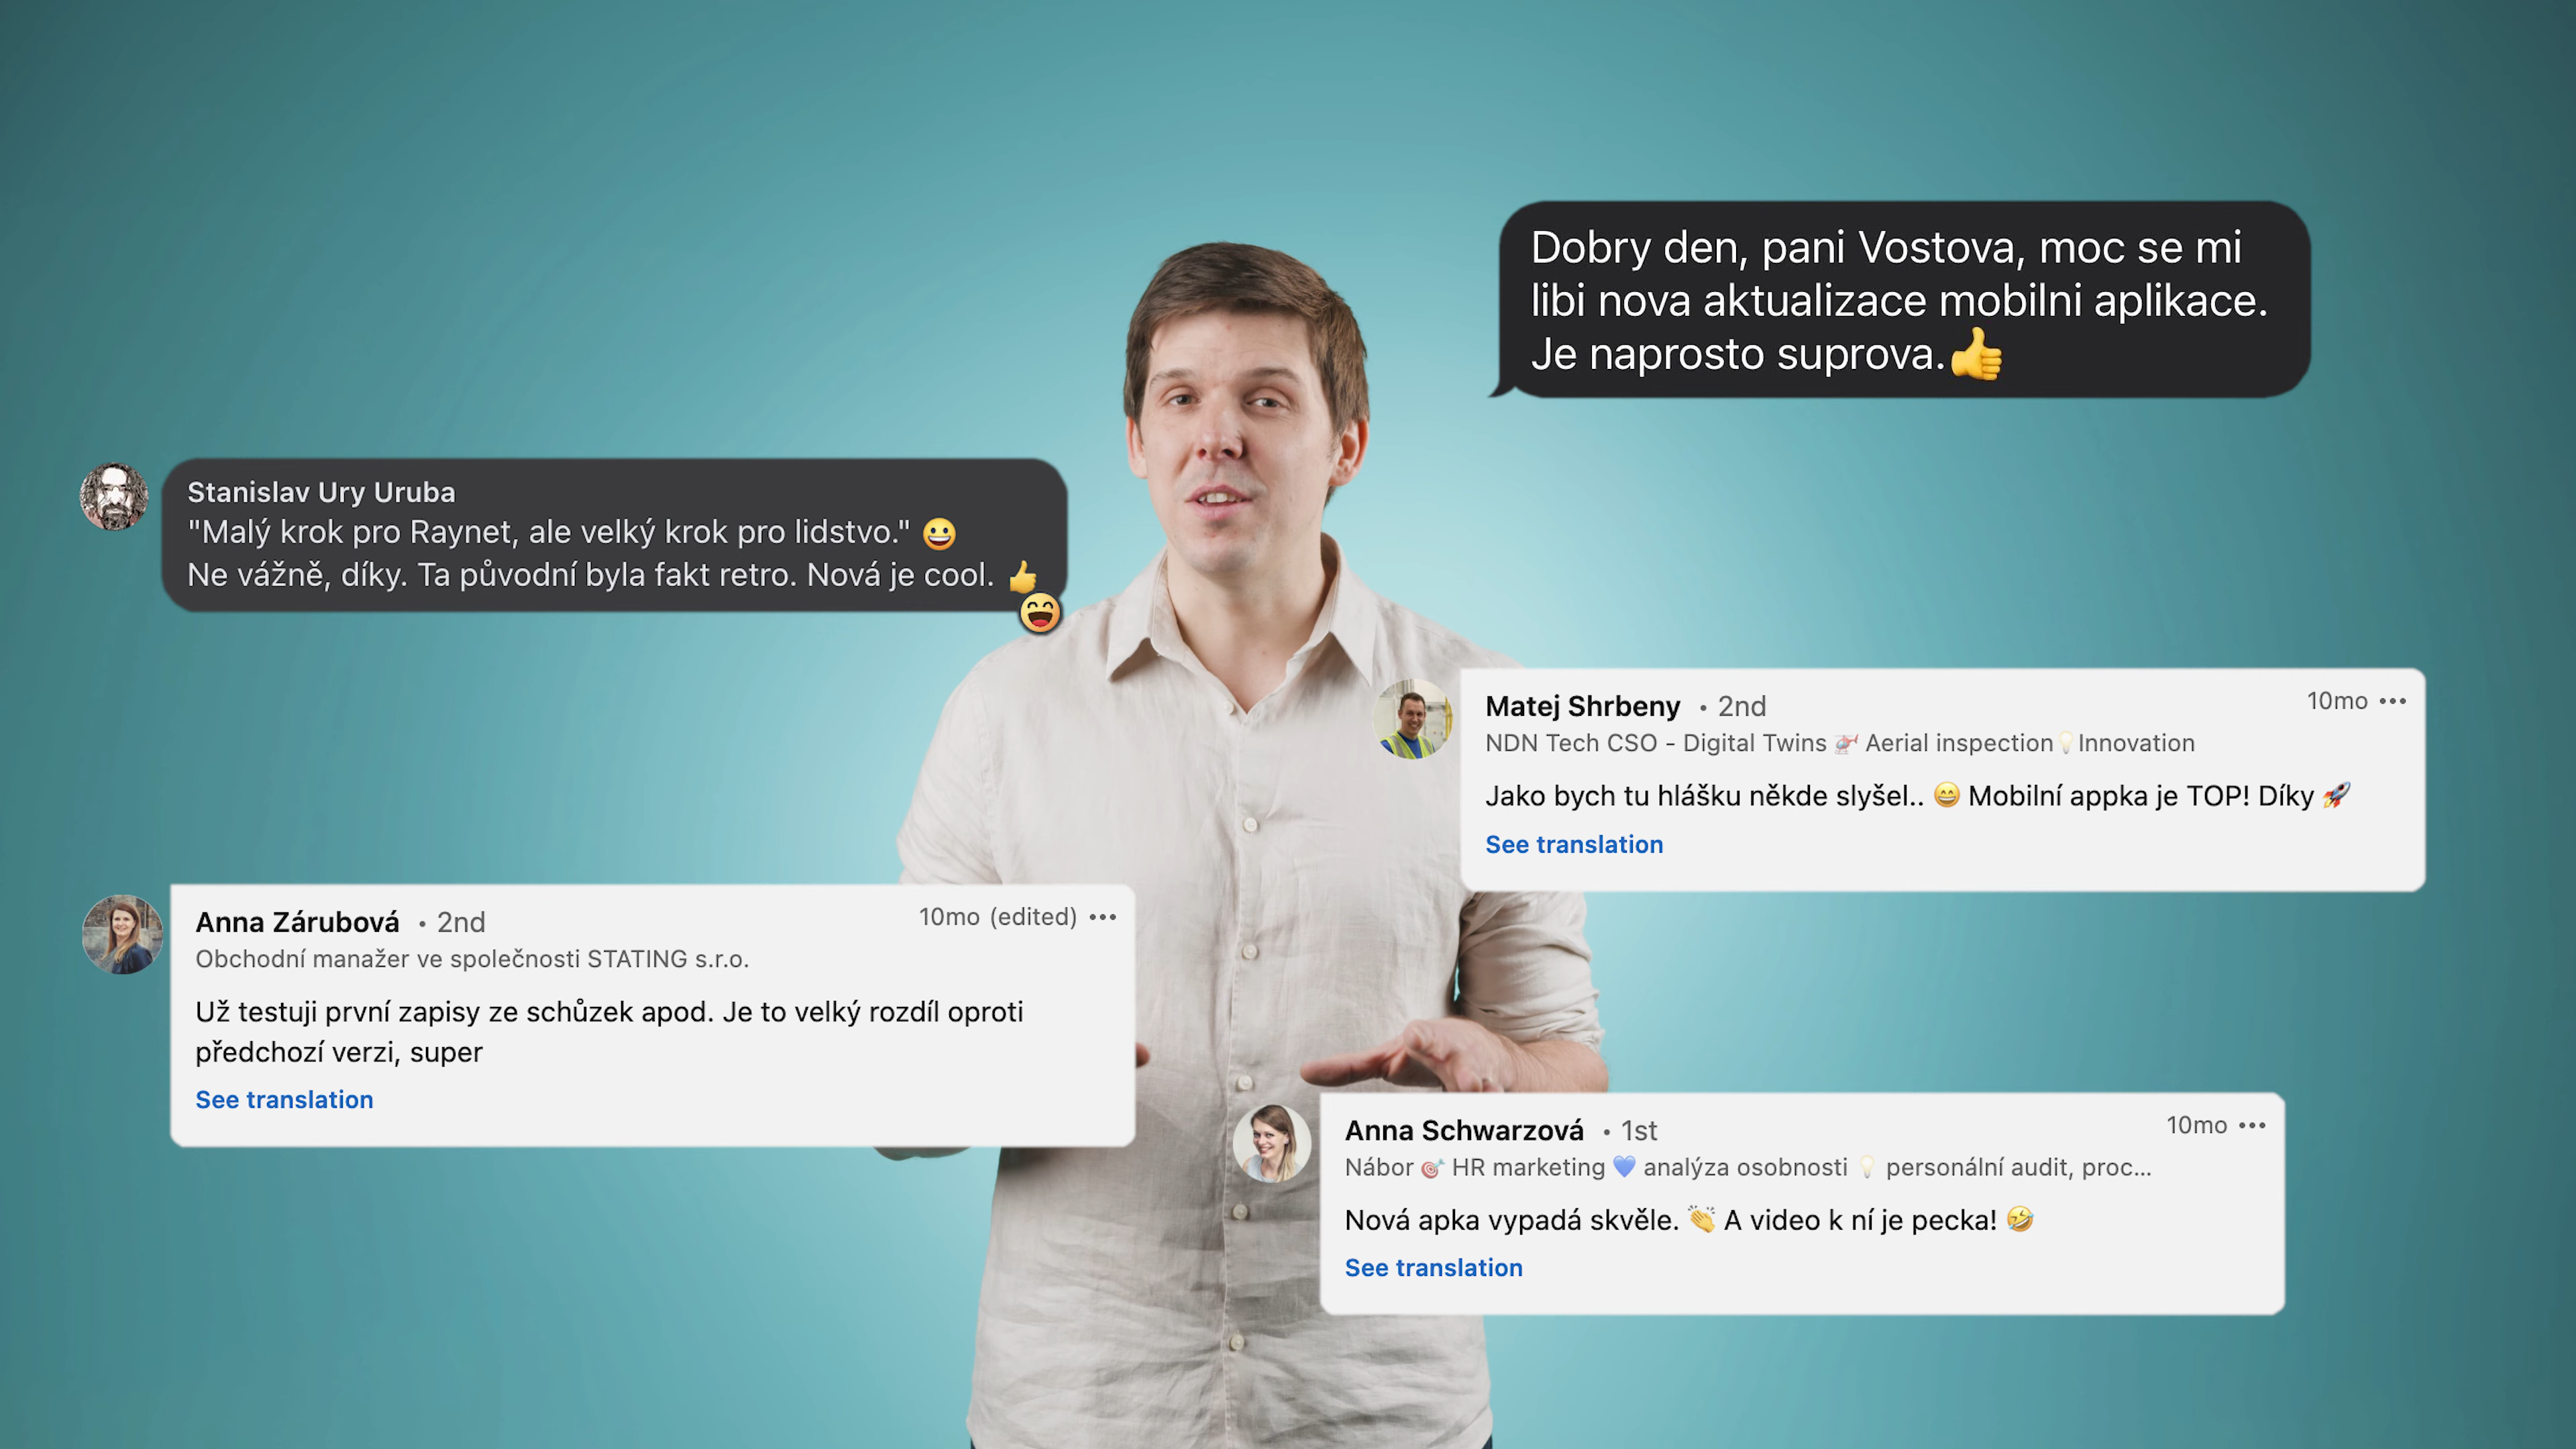 Dobry den, pani Vostova, moc se mi
libi nova aktualizace mobilni aplikace.
Je naprosto suprova.👍
Stanislav Ury Uruba
"Malý krok pro Raynet, ale velký krok pro lidstvo." 😀
Ne vážně, díky. Ta původní byla fakt retro. Nová je cool. 👍
😄
Matej Shrbeny • 2nd
10mo •••
NDN Tech CSO - Digital Twins 🚁 Aerial inspection💡Innovation
Jako bych tu hlášku někde slyšel.. 😄 Mobilní appka je TOP! Díky 🚀
See translation
Anna Zárubová • 2nd
10mo (edited) •••
Obchodní manažer ve společnosti STATING s.r.o.
Už testuji první zapisy ze schůzek apod. Je to velký rozdíl oproti
předchozí verzi, super
See translation
Anna Schwarzová • 1st
10mo •••
Nábor 🎯 HR marketing 💙 analýza osobnosti 💡 personální audit, proc...
Nová apka vypadá skvěle. 👏 A video k ní je pecka! 🤣
See translation